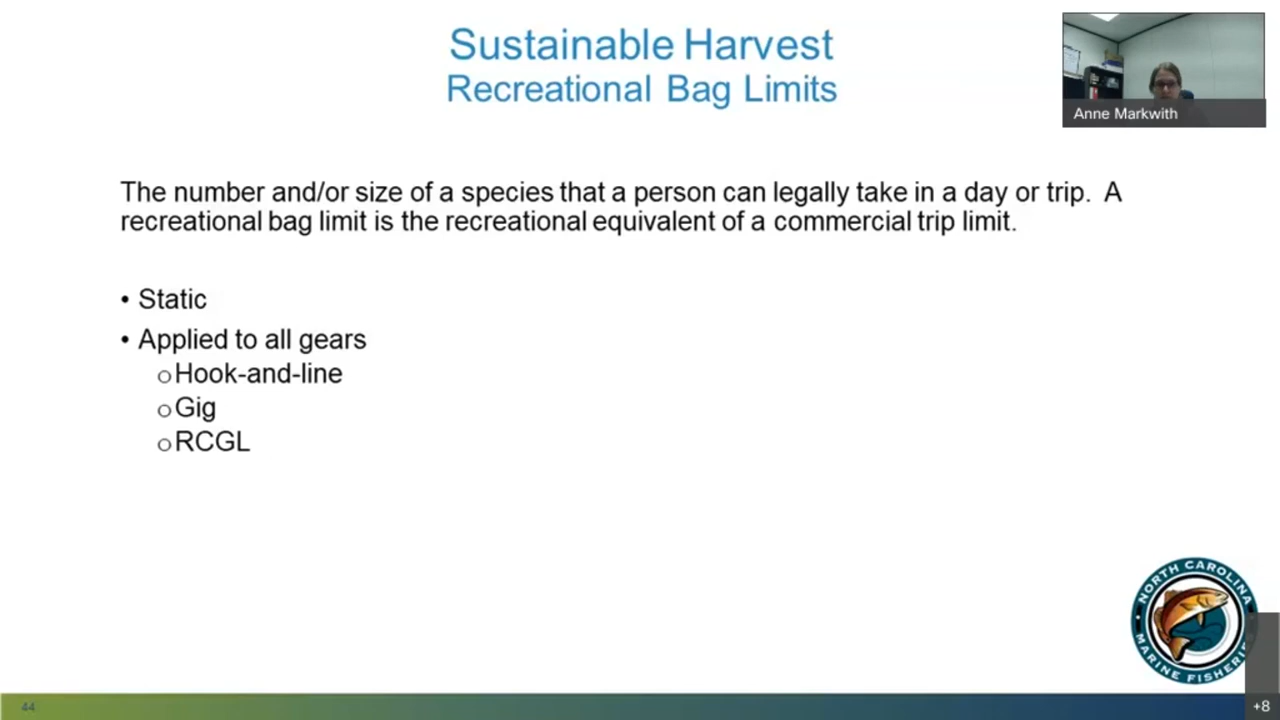 Sustainable Harvest
Recreational Bag Limits
Anne Markwith
The number and/or size of a species that a person can legally take in a day or trip. A
recreational bag limit is the recreational equivalent of a commercial trip limit.
• Static
• Applied to all gears
o Hook-and-line
o Gig
o RCGL
NORTH CAROLINA
MARINE FISHERIES
44
+8